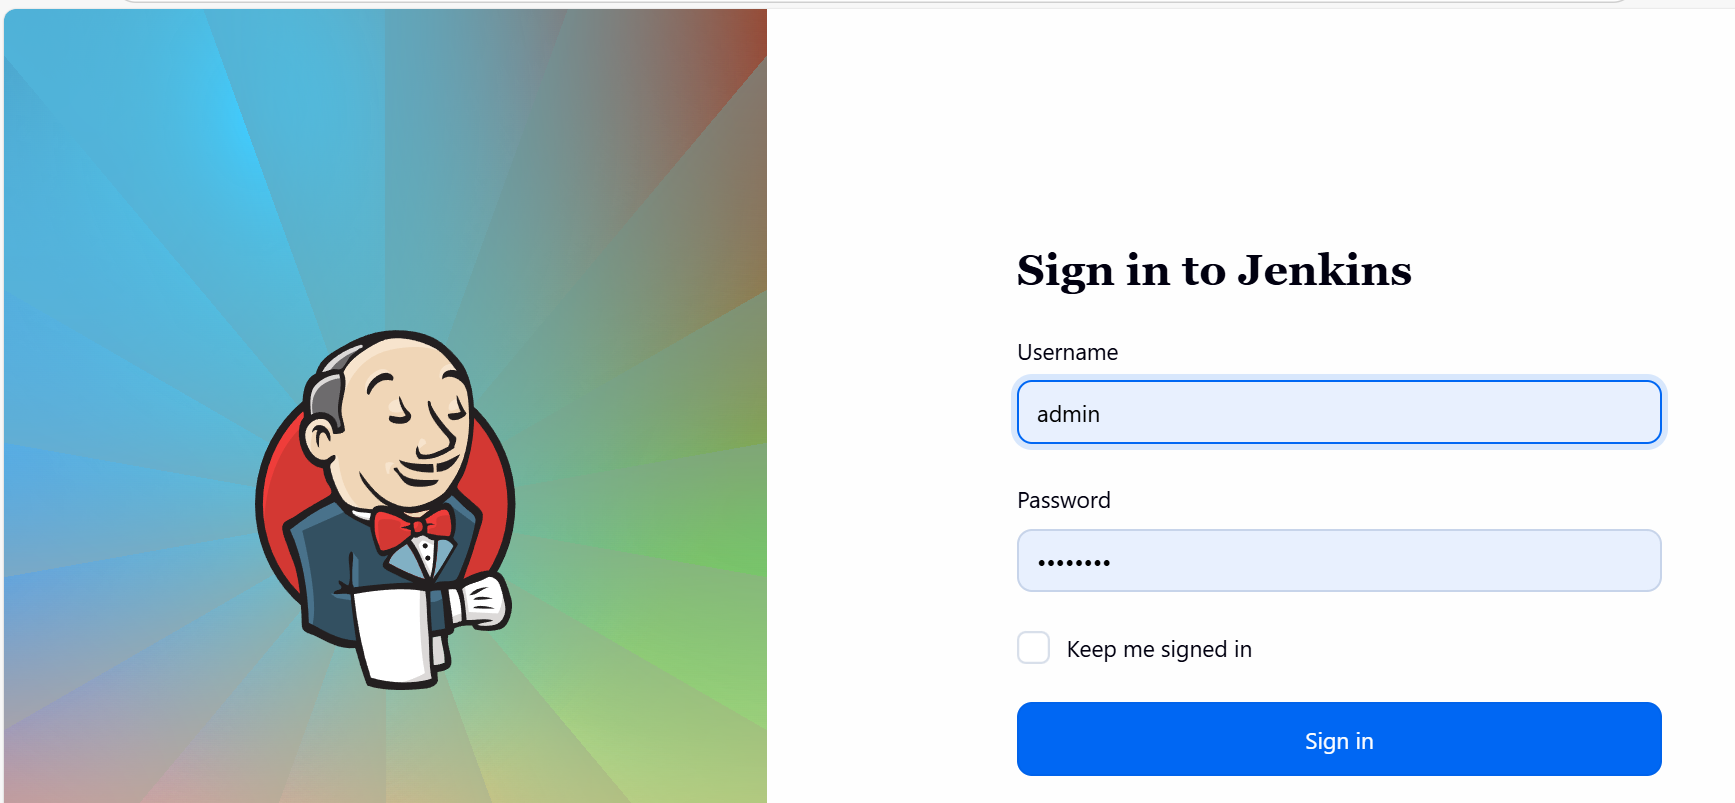 Sign in to Jenkins
Username
admin
Password
••••••••
Keep me signed in
Sign in